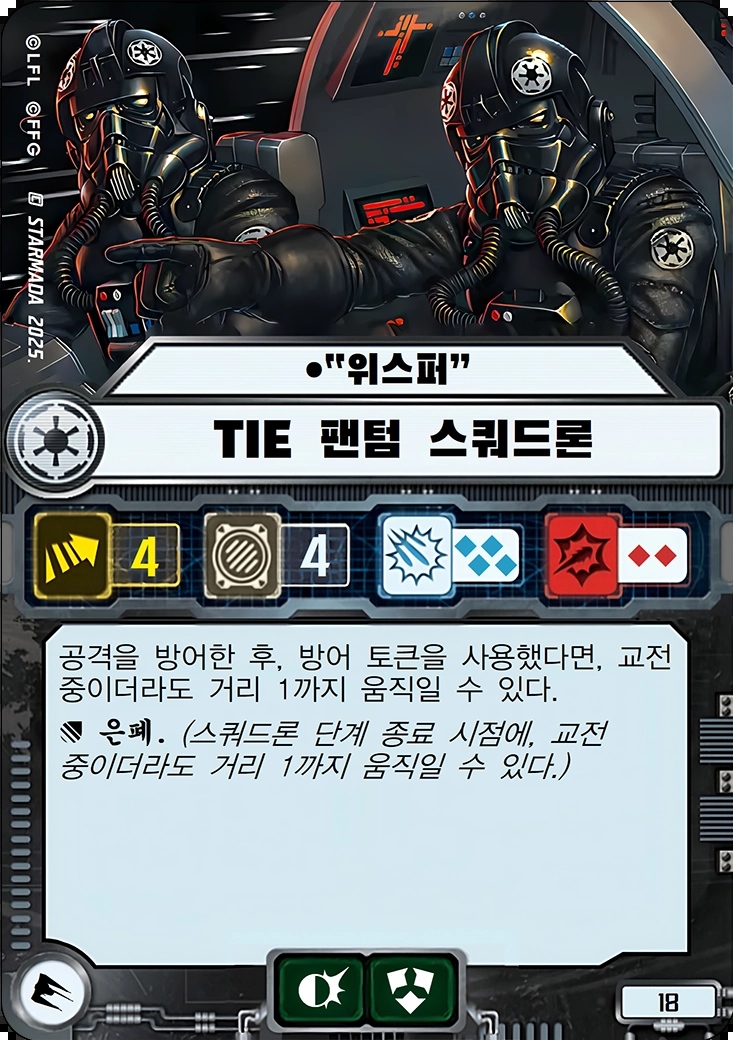 ©LFL ©FFG
STARMADA 2025.
•“위스퍼”
TIE 팬텀 스쿼드론
4
4
공격을 방어한 후, 방어 토큰을 사용했다면, 교전
중이더라도 거리 1까지 움직일 수 있다.
은폐. (스쿼드론 단계 종료 시점에, 교전
중이더라도 거리 1까지 움직일 수 있다.)
18